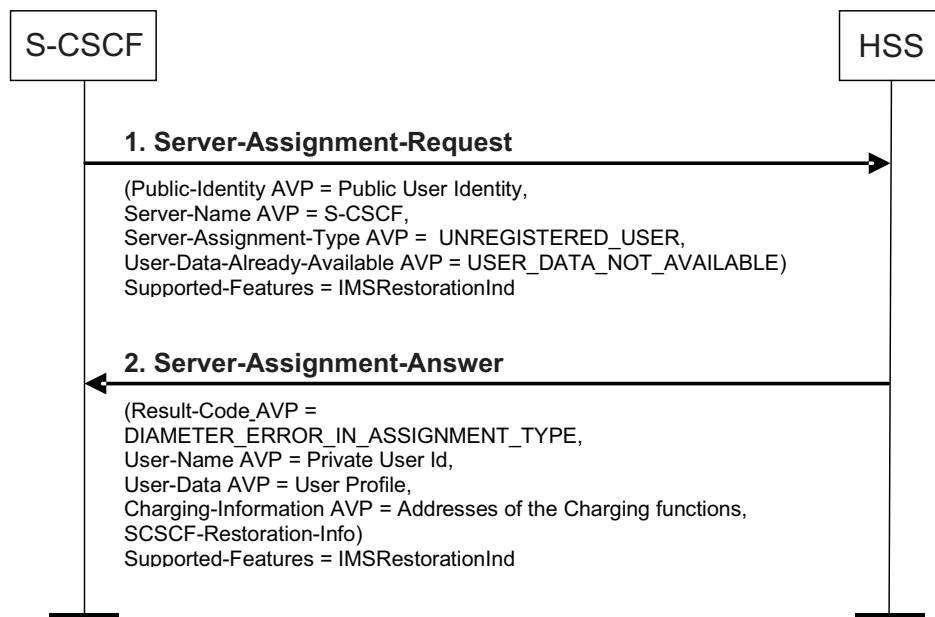 S-CSCF
HSS
1. Server-Assignment-Request
(Public-Identity AVP = Public User Identity,
Server-Name AVP = S-CSCF,
Server-Assignment-Type AVP = UNREGISTERED_USER,
User-Data-Already-Available AVP = USER_DATA_NOT_AVAILABLE)
Supported-Features = IMSRestorationInd
2. Server-Assignment-Answer
(Result-Code AVP =
DIAMETER_ERROR_IN_ASSIGNMENT_TYPE,
User-Name AVP = Private User Id,
User-Data AVP = User Profile,
Charging-Information AVP = Addresses of the Charging functions,
SCSCF-Restoration-Info)
Supported-Features = IMSRestorationInd